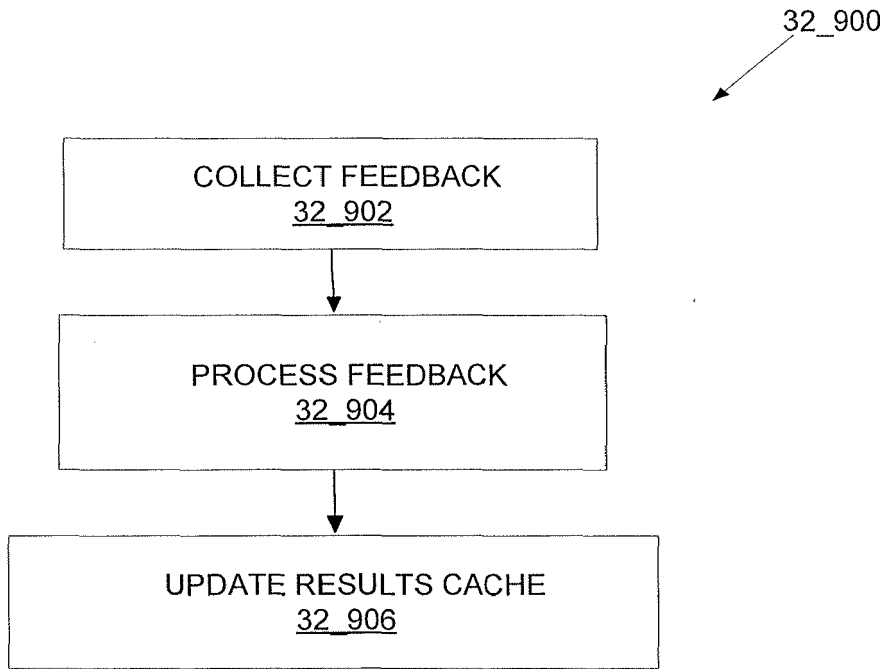 32_900
COLLECT FEEDBACK
32_902
PROCESS FEEDBACK
32_904
UPDATE RESULTS CACHE
32_906